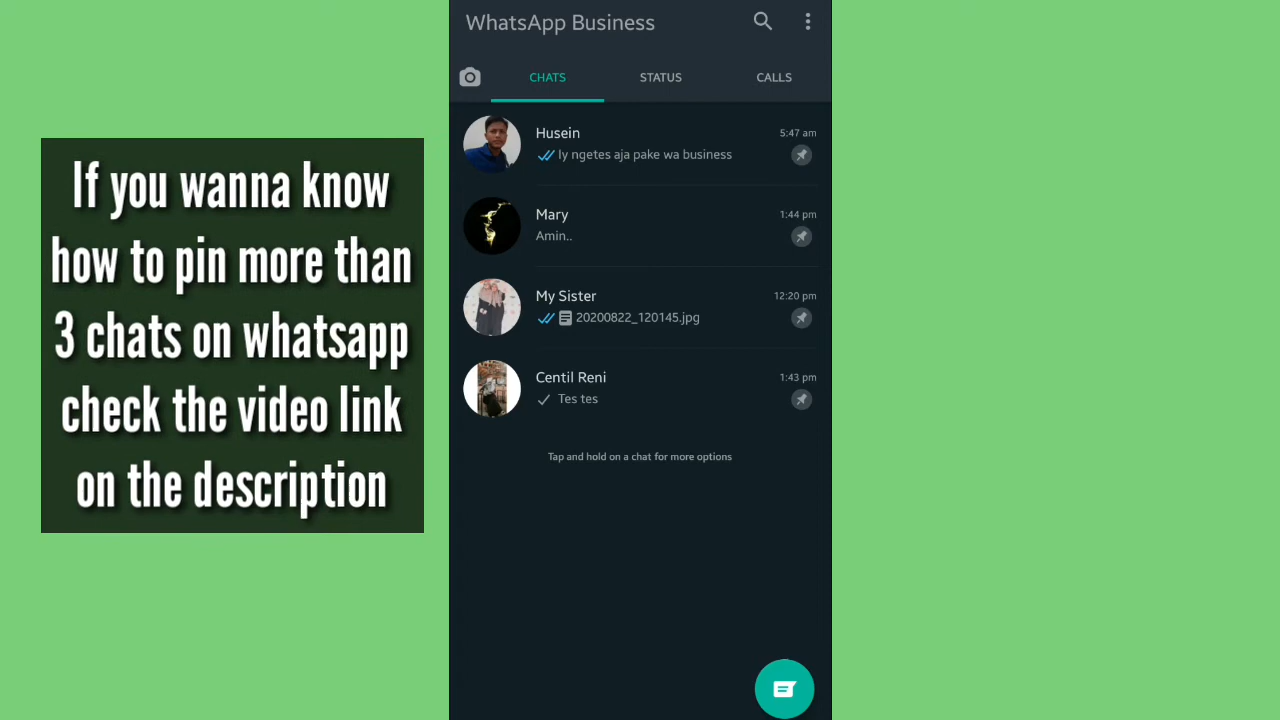 If you wanna know
how to pin more than
3 chats on whatsapp
check the video link
on the description
WhatsApp Business
CHATS
STATUS
CALLS
Husein
5:47 am
Iy ngetes aja pake wa business
Mary
1:44 pm
Amin..
My Sister
12:20 pm
20200822_120145.jpg
Centil Reni
1:43 pm
Tes tes
Tap and hold on a chat for more options